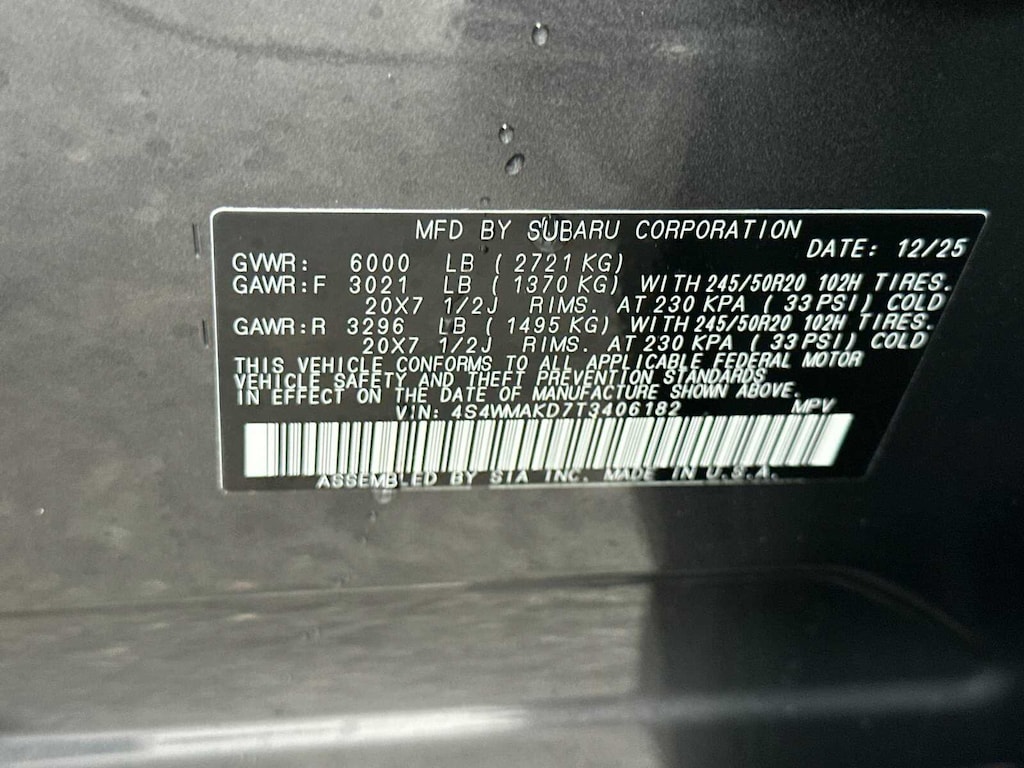 MFD BY SUBARU CORPORATION
DATE: 12/25
GVWR: 6000 LB ( 2721 KG)
GAWR:F 3021 LB ( 1370 KG) WITH 245/50R20 102H TIRES.
20X7 1/2J RIMS. AT 230 KPA ( 33 PSI) COLD
GAWR:R 3296 LB ( 1495 KG) WITH 245/50R20 102H TIRES.
20X7 1/2J RIMS. AT 230 KPA ( 33 PSI) COLD
THIS VEHICLE CONFORMS TO ALL APPLICABLE FEDERAL MOTOR
VEHICLE SAFETY AND THEFT PREVENTION STANDARDS
IN EFFECT ON THE DATE OF MANUFACTURE SHOWN ABOVE.
VIN: 4S4WMAKD7T3406182 MPV
ASSEMBLED BY SIA INC. MADE IN U.S.A.